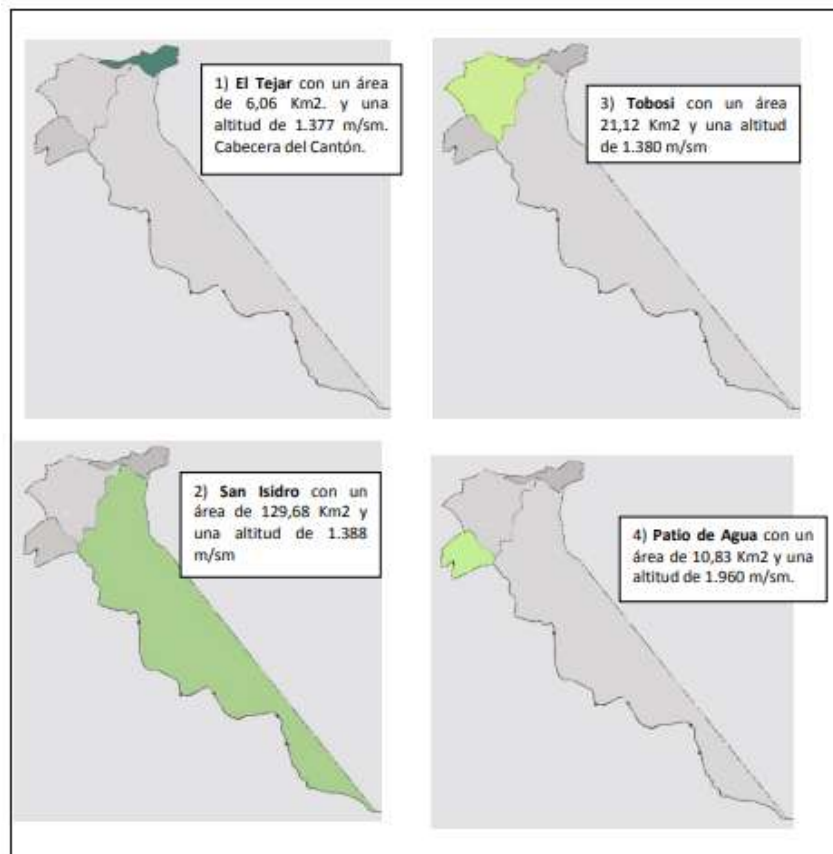 1) El Tejar con un área
de 6,06 Km2. y una
altitud de 1.377 m/sm.
Cabecera del Cantón.
3) Tobosi con un área
21,12 Km2 y una altitud
de 1.380 m/sm
2) San Isidro con un
área de 129,68 Km2 y
una altitud de 1.388
m/sm
4) Patio de Agua con un
área de 10,83 Km2 y una
altitud de 1.960 m/sm.